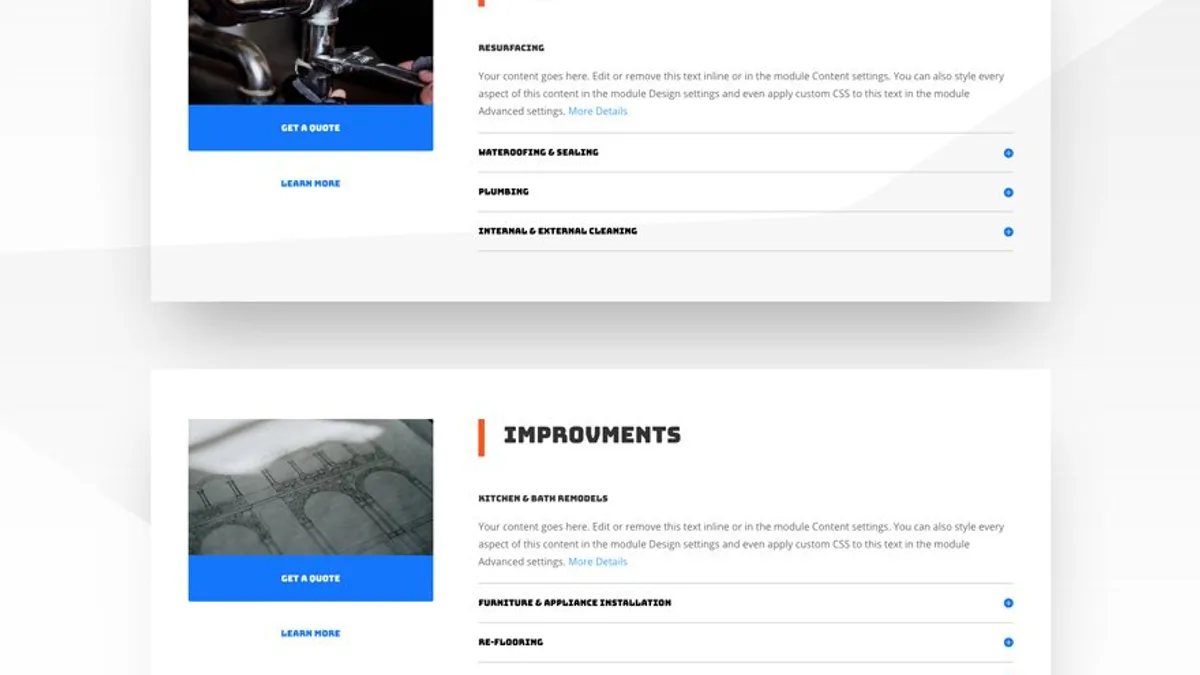 RESURFACING
Your content goes here. Edit or remove this text inline or in the module Content settings. You can also style every
aspect of this content in the module Design settings and even apply custom CSS to this text in the module
Advanced settings. More Details
GET A QUOTE
LEARN MORE
WATEROOFING & SEALING
PLUMBING
INTERNAL & EXTERNAL CLEANING
IMPROVMENTS
KITCHEN & BATH REMODELS
Your content goes here. Edit or remove this text inline or in the module Content settings. You can also style every
aspect of this content in the module Design settings and even apply custom CSS to this text in the module
Advanced settings. More Details
GET A QUOTE
LEARN MORE
FURNITURE & APPLIANCE INSTALLATION
RE-FLOORING